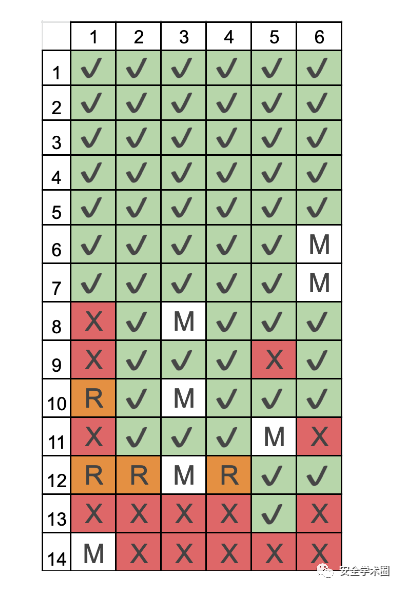 1 2 3 4 5 6
1 ✓ ✓ ✓ ✓ ✓ ✓
2 ✓ ✓ ✓ ✓ ✓ ✓
3 ✓ ✓ ✓ ✓ ✓ ✓
4 ✓ ✓ ✓ ✓ ✓ ✓
5 ✓ ✓ ✓ ✓ ✓ ✓
6 ✓ ✓ ✓ ✓ ✓ M
7 ✓ ✓ ✓ ✓ ✓ M
8 X ✓ M ✓ ✓ ✓
9 X ✓ ✓ ✓ X ✓
10 R ✓ M ✓ ✓ ✓
11 X ✓ ✓ ✓ M X
12 R R M R ✓ ✓
13 X X X X ✓ X
14 M X X X X X
安全学术圈